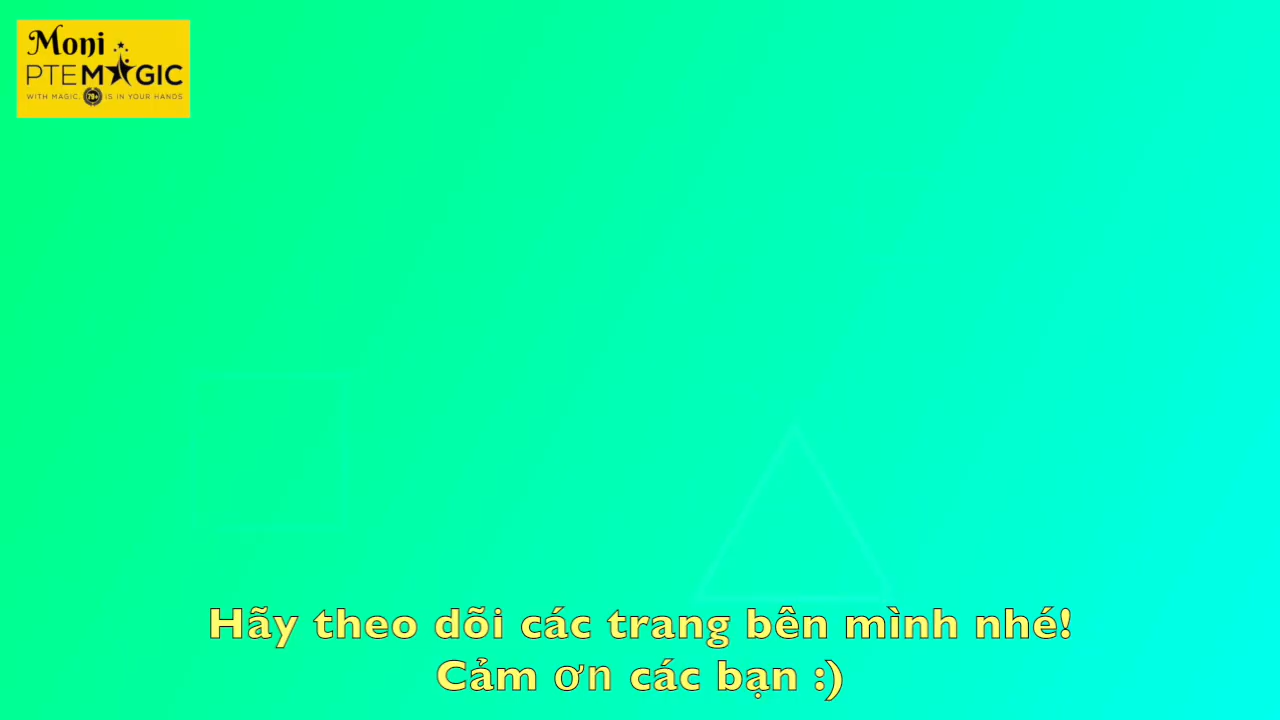 Moni
PTEMAGIC
WITH MAGIC, 79+ IS IN YOUR HANDS
Hãy theo dõi các trang bên mình nhé!
Cảm ơn các bạn :)